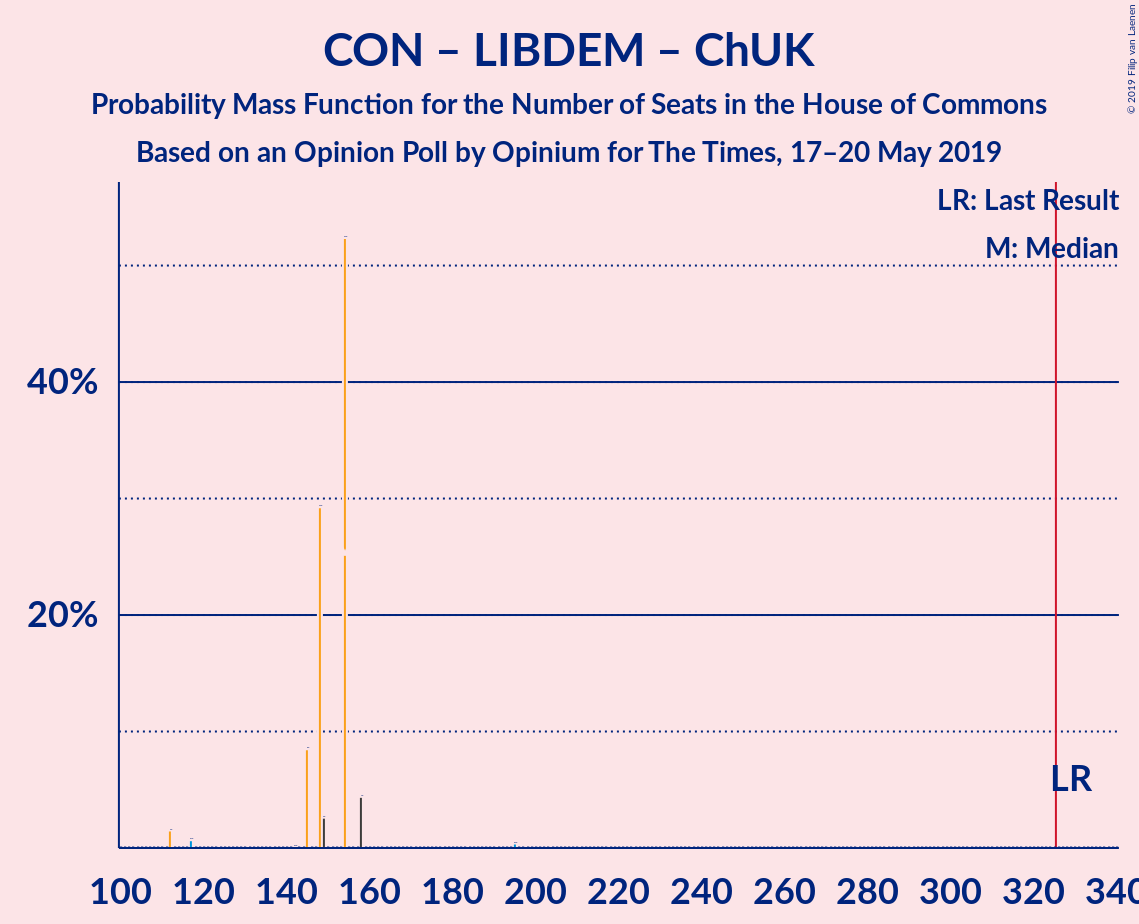 CON – LIBDEM – ChUK
Probability Mass Function for the Number of Seats in the House of Commons
Based on an Opinion Poll by Opinium for The Times, 17–20 May 2019
© 2019 Filip van Laenen
LR: Last Result
M: Median
40%
20%
LR
100 120 140 160 180 200 220 240 260 280 300 320 340